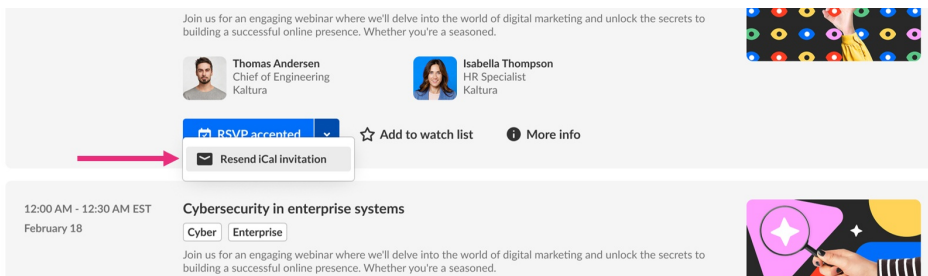 Join us for an engaging webinar where we'll delve into the world of digital marketing and unlock the secrets to
building a successful online presence. Whether you're a seasoned.
Thomas Andersen
Chief of Engineering
Kaltura
Isabella Thompson
HR Specialist
Kaltura
RSVP accepted
Add to watch list
More info
Resend iCal invitation
12:00 AM - 12:30 AM EST
February 18
Cybersecurity in enterprise systems
Cyber
Enterprise
Join us for an engaging webinar where we'll delve into the world of digital marketing and unlock the secrets to
building a successful online presence. Whether you're a seasoned.